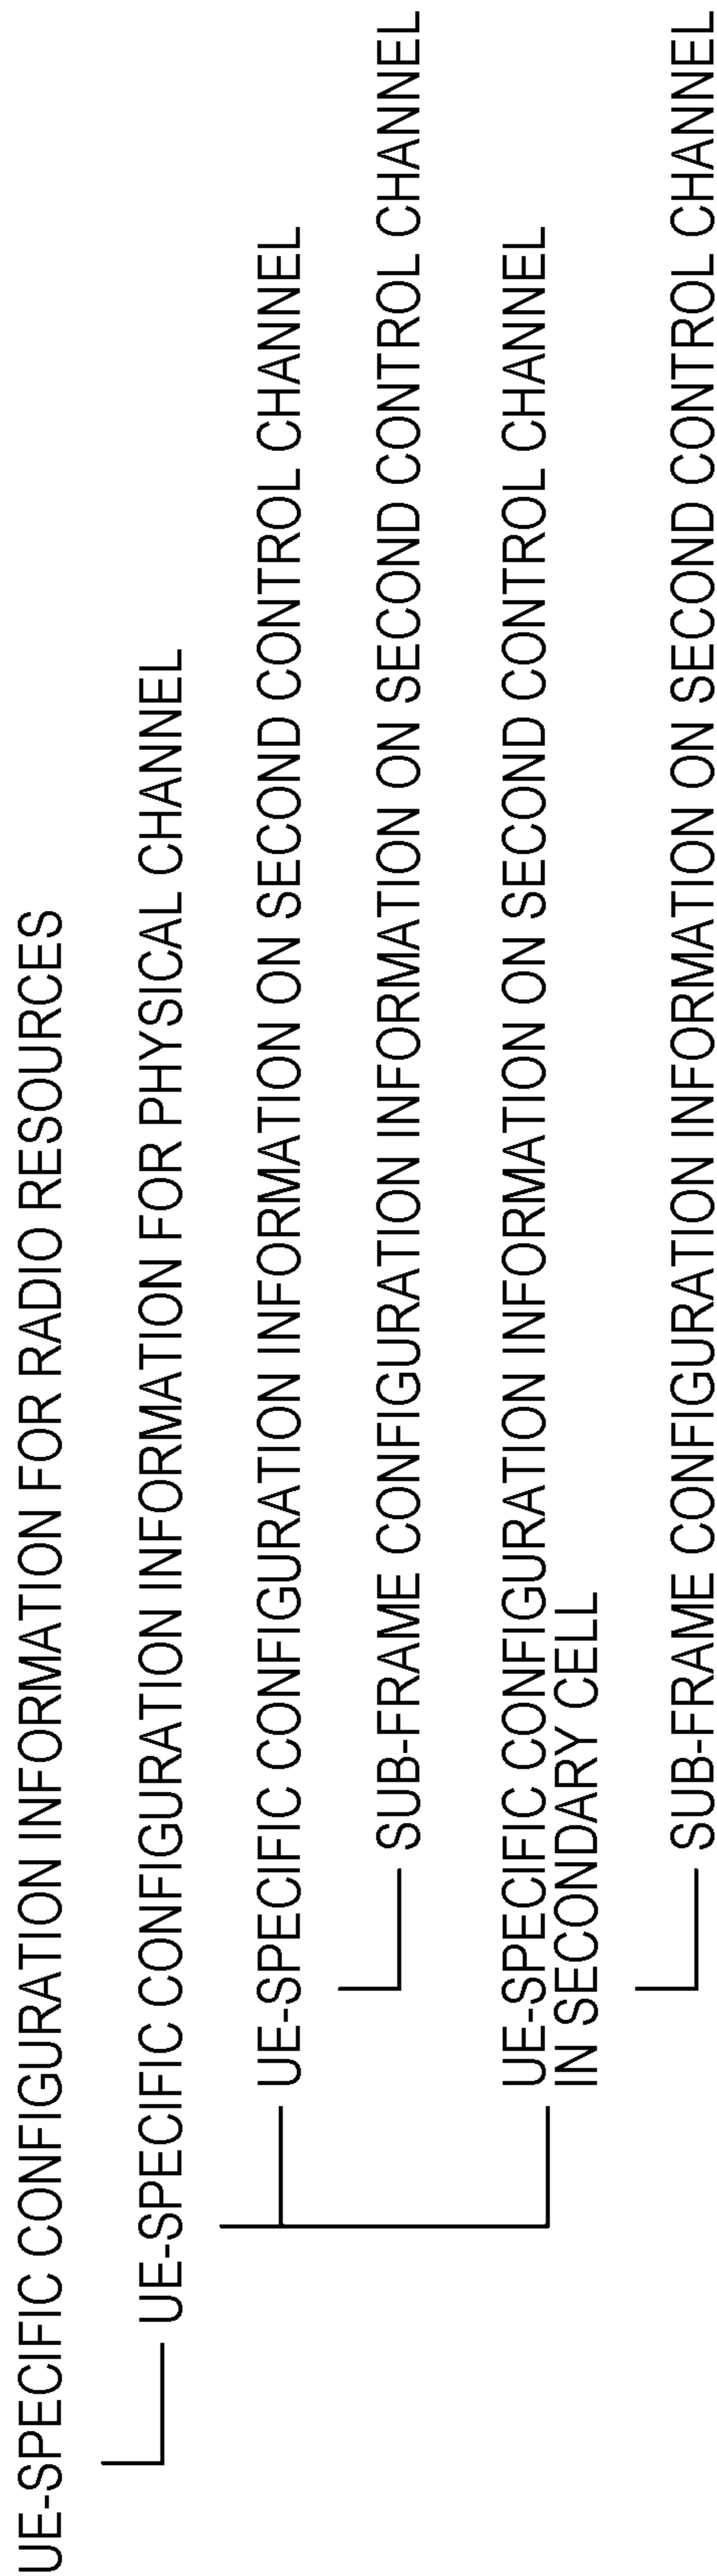 UE-SPECIFIC CONFIGURATION INFORMATION FOR RADIO RESOURCES
UE-SPECIFIC CONFIGURATION INFORMATION FOR PHYSICAL CHANNEL
UE-SPECIFIC CONFIGURATION INFORMATION ON SECOND CONTROL CHANNEL
SUB-FRAME CONFIGURATION INFORMATION ON SECOND CONTROL CHANNEL
UE-SPECIFIC CONFIGURATION INFORMATION ON SECOND CONTROL CHANNEL
IN SECONDARY CELL
SUB-FRAME CONFIGURATION INFORMATION ON SECOND CONTROL CHANNEL